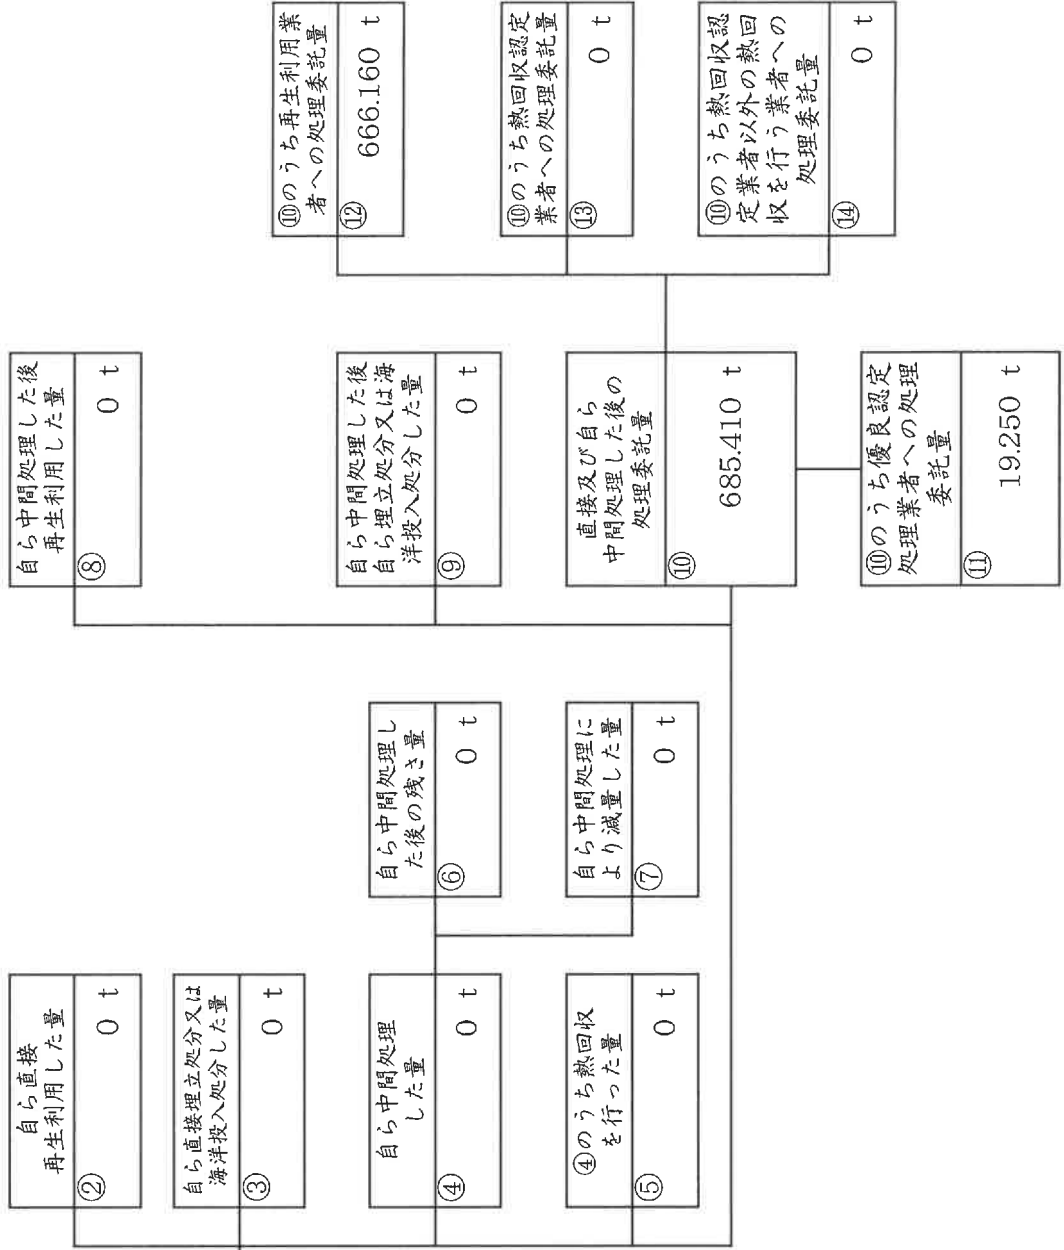 自ら直接
再生利用した量
②
0 t
自ら直接埋立処分又は
海洋投入処分した量
③
0 t
自ら中間処理
した量
④
0 t
④のうち熱回収
を行った量
⑤
0 t
自ら中間処理し
た後の残さ量
⑥
0 t
自ら中間処理に
より減量した量
⑦
0 t
自ら中間処理した後
再生利用した量
⑧
0 t
自ら中間処理した後
自ら埋立処分又は海
洋投入処分した量
⑨
0 t
直接及び自ら
中間処理した後の
処理委託量
⑩
685.410 t
⑩のうち優良認定
処理業者への処理
委託量
⑪
19.250 t
⑩のうち再生利用業
者への処理委託量
⑫
666.160 t
⑩のうち熱回収認定
業者への処理委託量
⑬
0 t
⑩のうち熱回収認
定業者以外の熱回
収を行う業者への
処理委託量
⑭
0 t